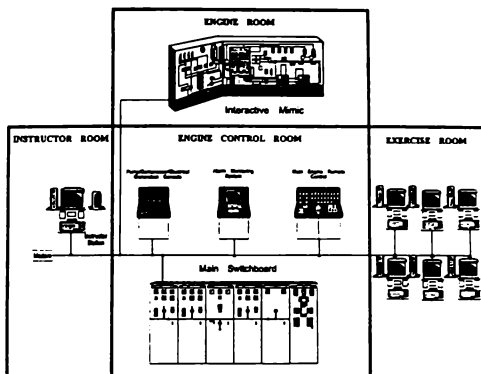 ENGINE ROOM
Interactive Mimic
INSTRUCTOR ROOM
ENGINE CONTROL ROOM
EXERCISE ROOM
Alarm Monitoring
System
Main Engine Remote
Control
Instructor
Station
Main Switchboard